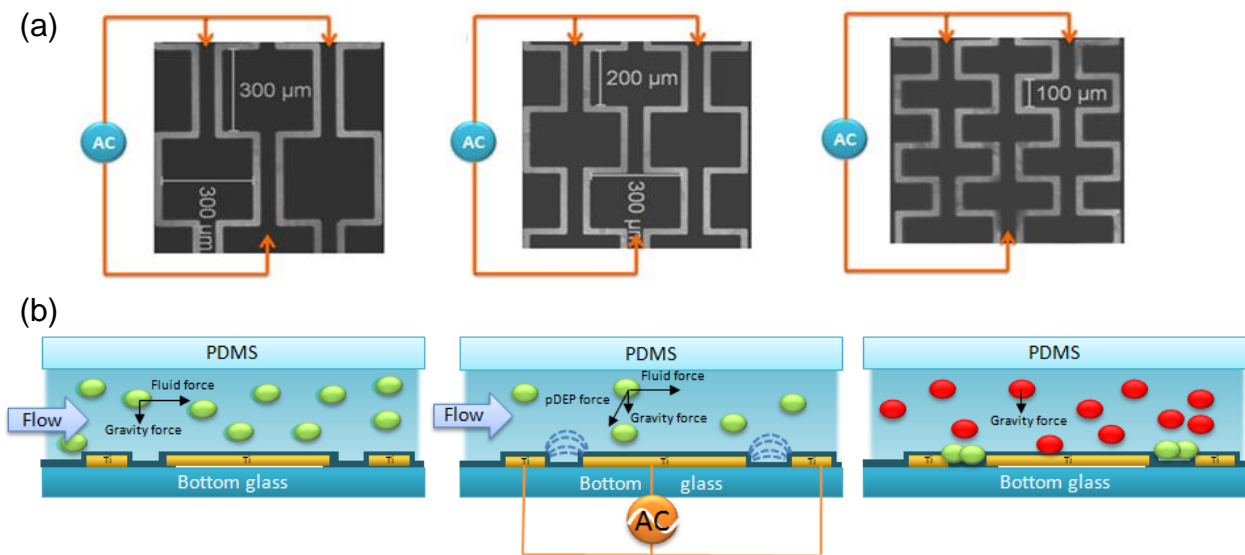 (a)
300 µm
300 µm
AC
200 µm
300 µm
AC
100 µm
AC
(b)
PDMS
Fluid force
Flow
Gravity force
Ti
Ti
Ti
Bottom glass
PDMS
Fluid force
pDEP force
Flow
Gravity force
Ti
Ti
Ti
Bottom glass
AC
PDMS
Gravity force
Ti
Ti
Ti
Bottom glass